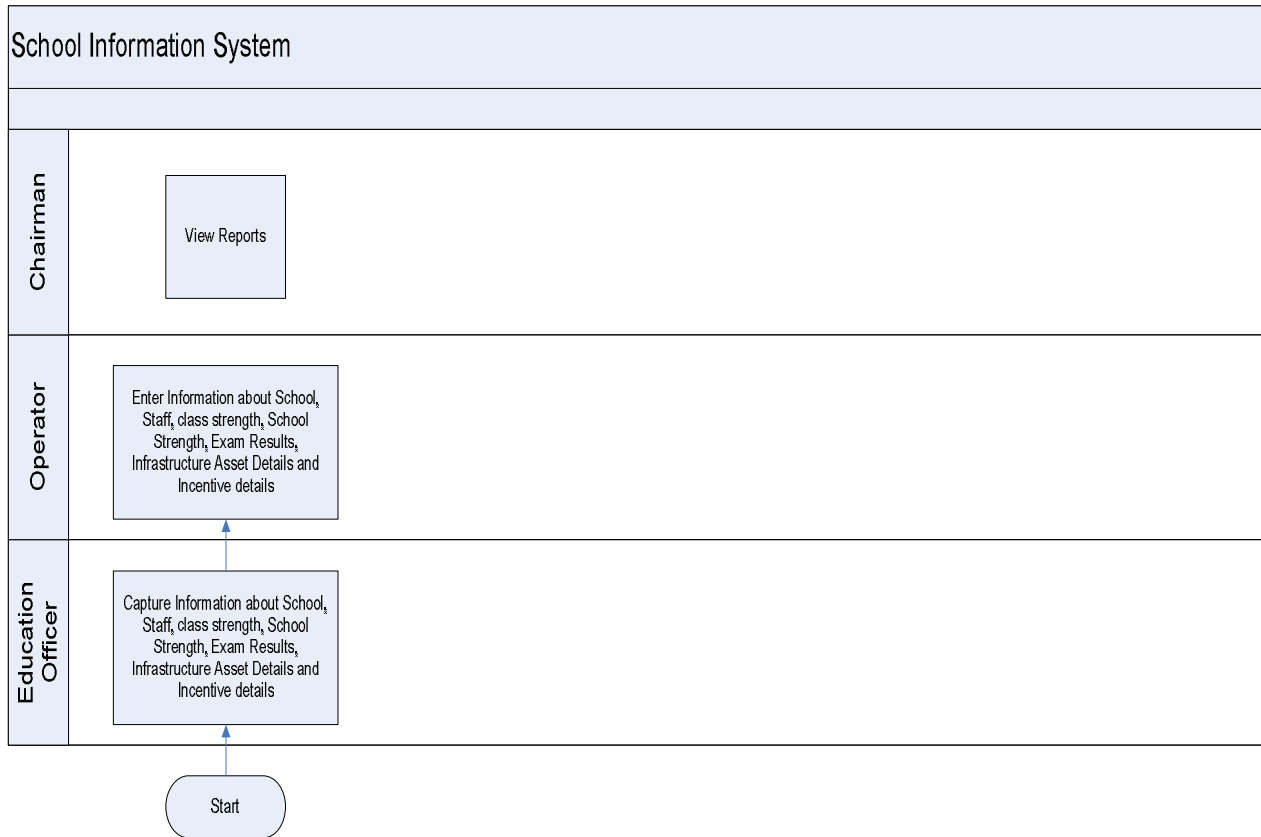 School Information System
Chairman
View Reports
Operator
Enter Information about School,
Staff, class strength, School
Strength, Exam Results,
Infrastructure Asset Details and
Incentive details
Education
Officer
Capture Information about School,
Staff, class strength, School
Strength, Exam Results,
Infrastructure Asset Details and
Incentive details
Start